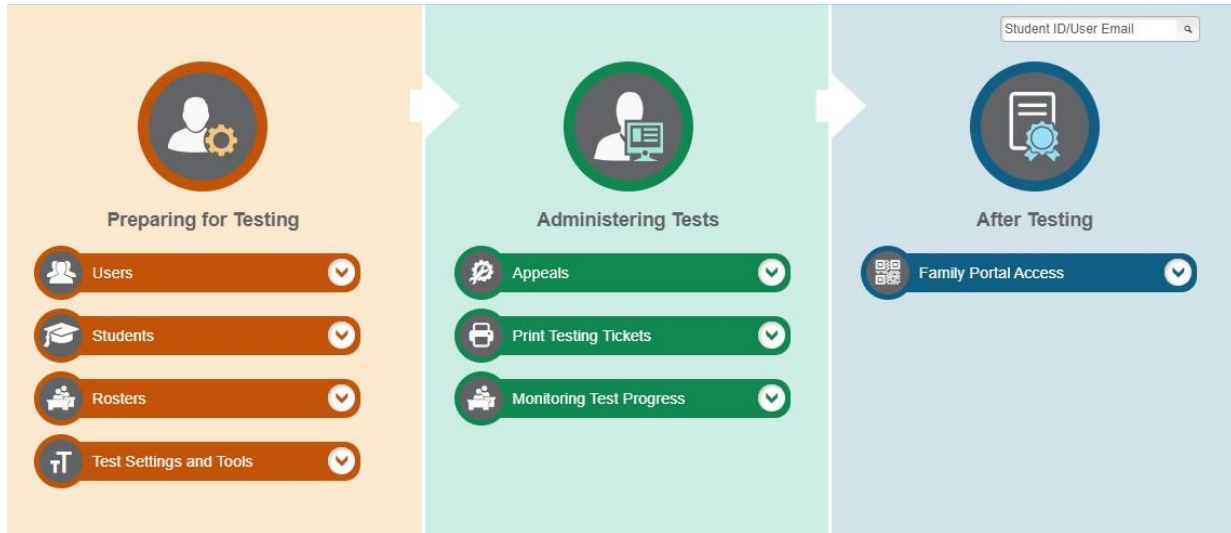 Student ID/User Email
Preparing for Testing
Users
Students
Rosters
Test Settings and Tools
Administering Tests
Appeals
Print Testing Tickets
Monitoring Test Progress
After Testing
Family Portal Access